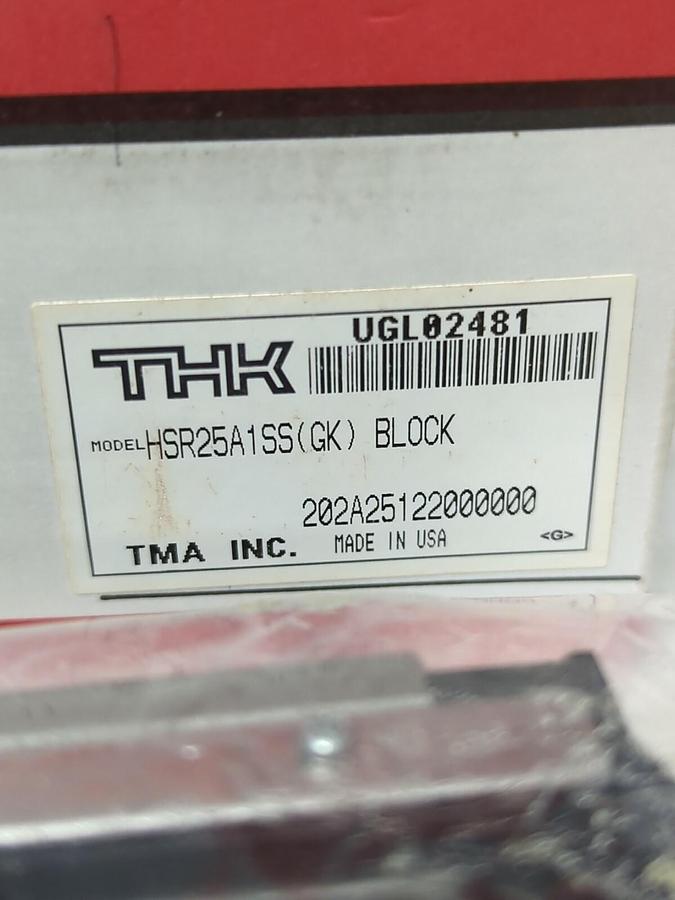 UGL02481
THK
MODEL HSR25A1SS(GK) BLOCK
202A25122000000
TMA INC. MADE IN USA <G>